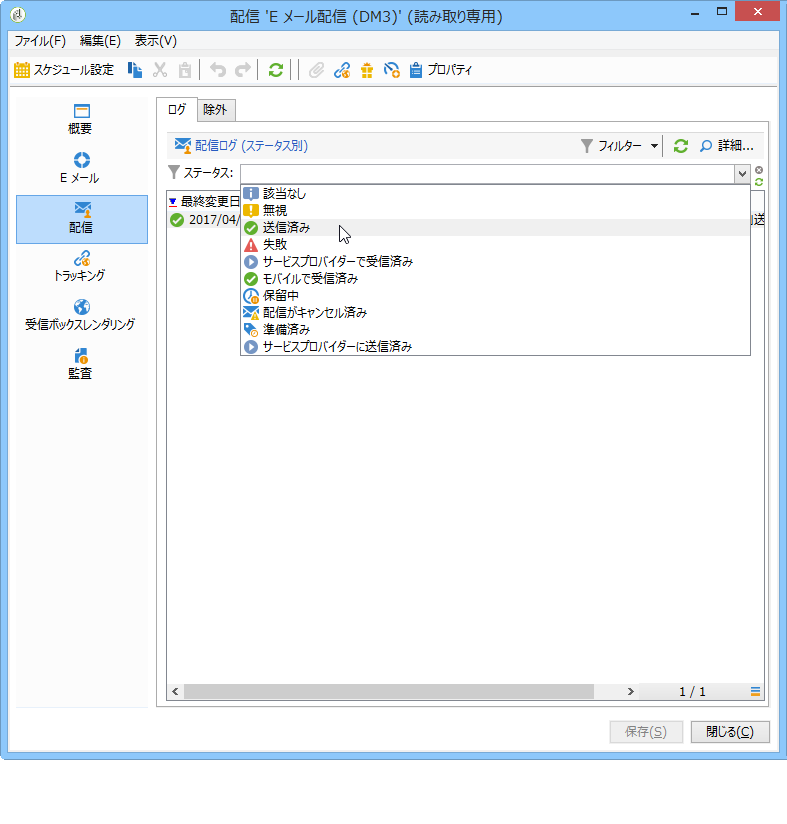 配信 'E メール配信 (DM3)' (読み取り専用)
ファイル(F) 編集(E) 表示(V)
スケジュール設定 プロパティ
概要
E メール
配信
トラッキング
受信ボックスレンダリング
監査
ログ 除外
配信ログ (ステータス別) フィルター 詳細...
ステータス:
最終変更日
2017/04/ 送
該当なし
無視
送信済み
失敗
サービスプロバイダーで受信済み
モバイルで受信済み
保留中
配信がキャンセル済み
準備済み
サービスプロバイダーに送信済み
1 / 1
保存(S) 閉じる(C)